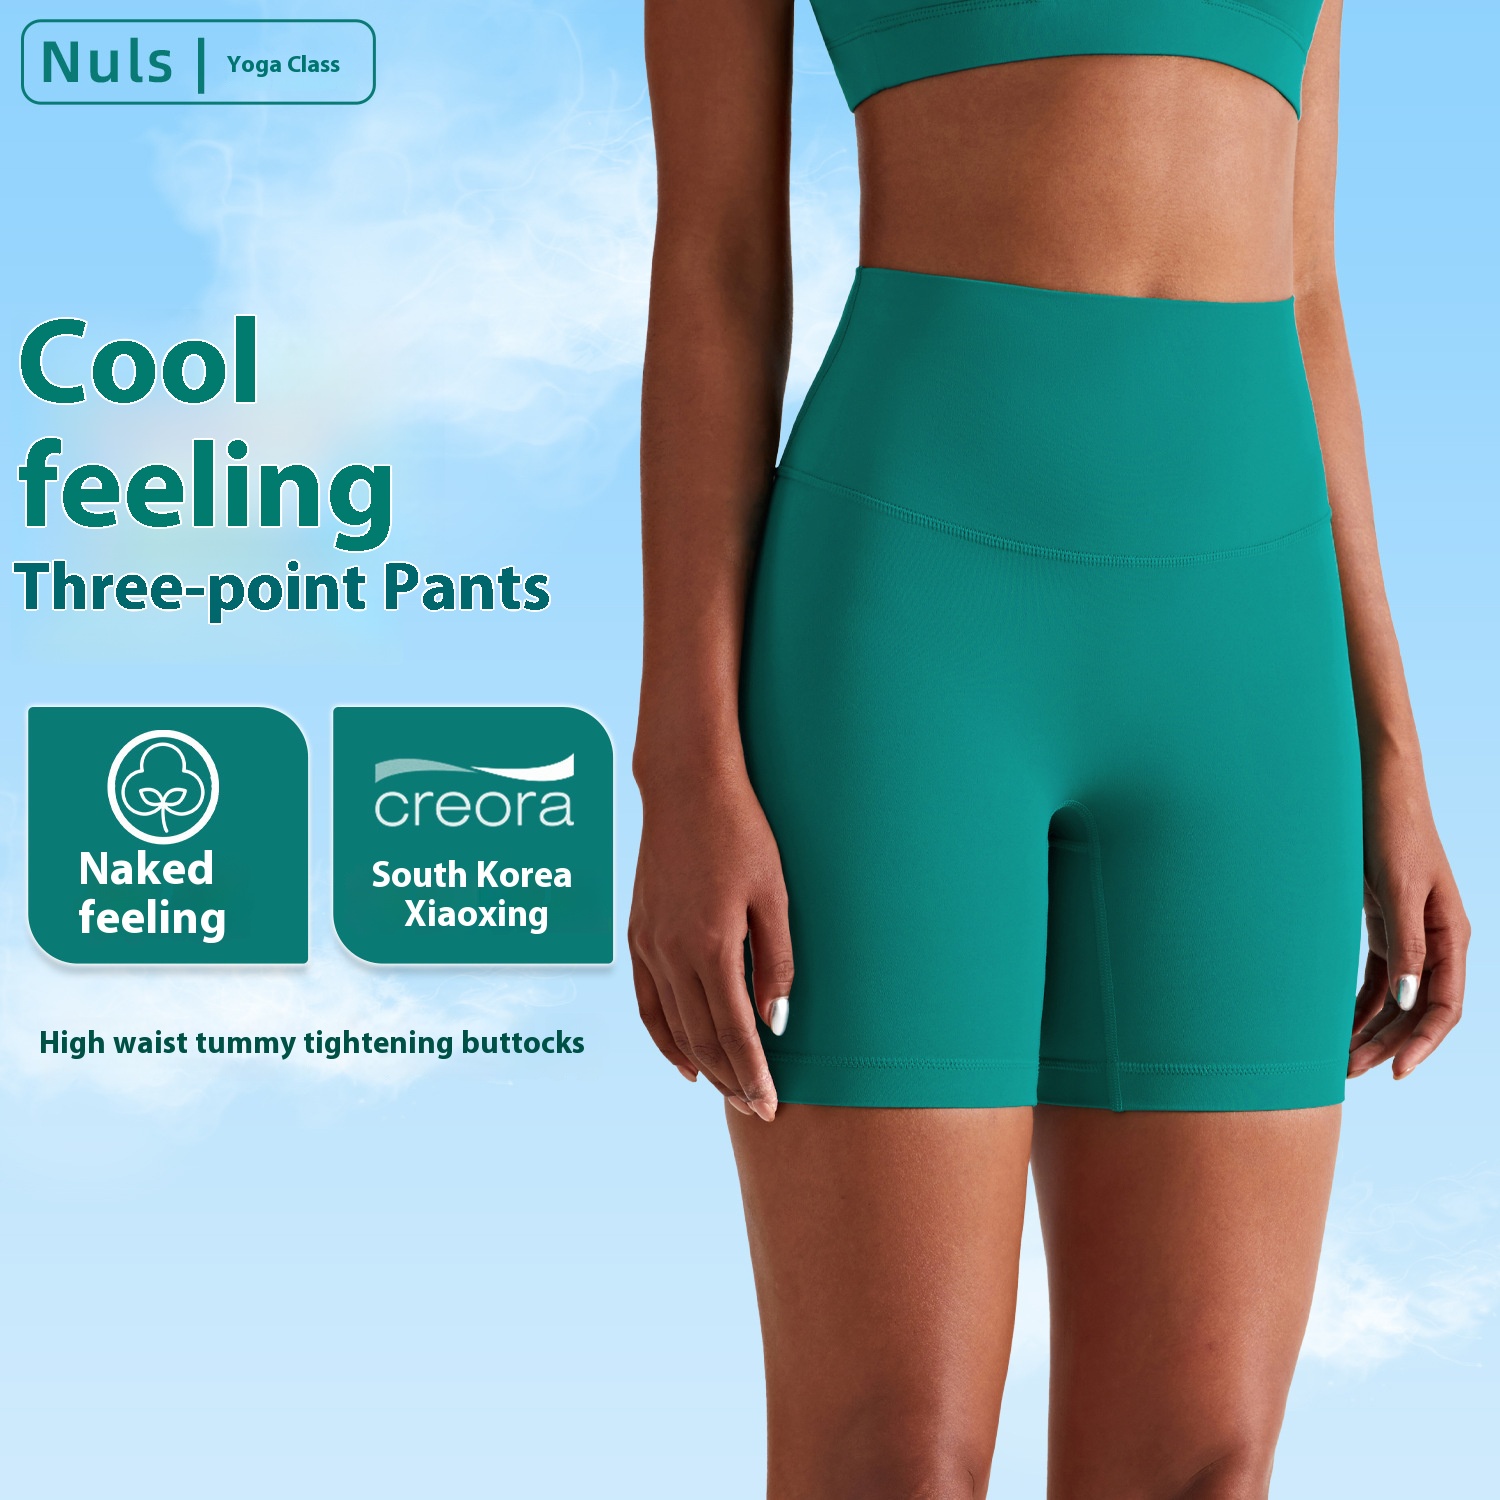 Nuls | Yoga Class
Cool
feeling
Three-point Pants
Naked
feeling
creora
South Korea
Xiaoxing
High waist tummy tightening buttocks